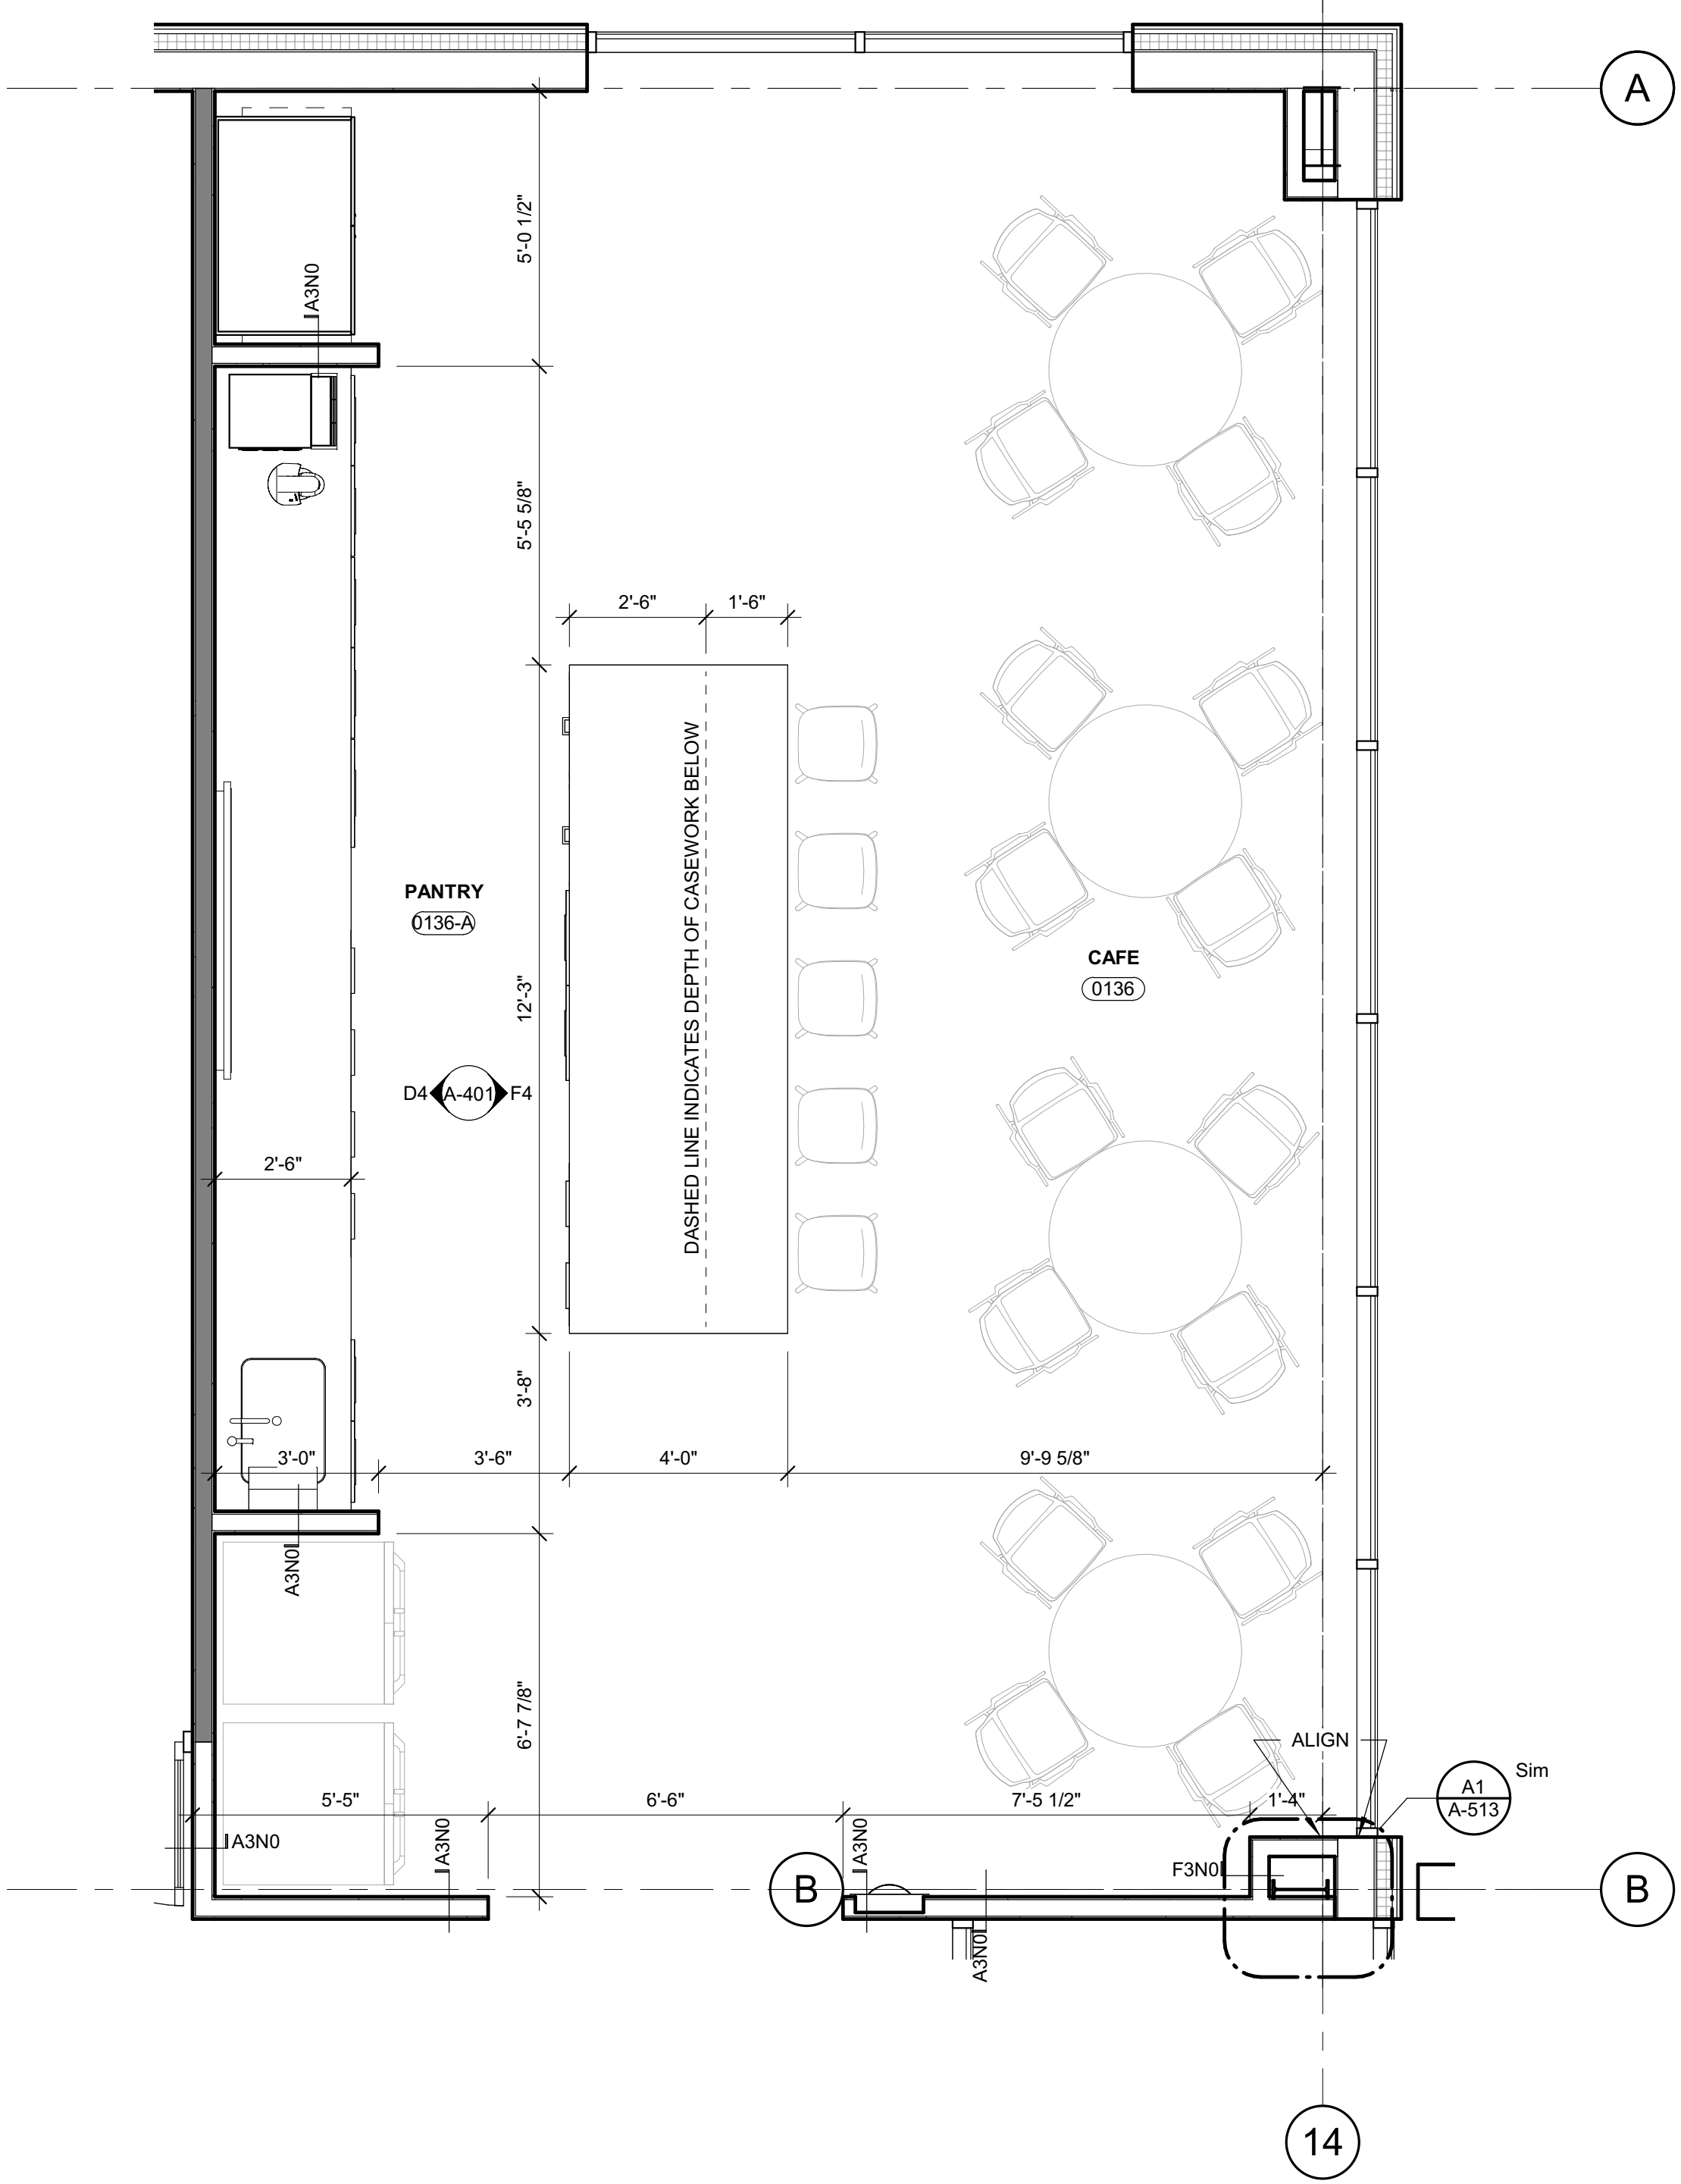 A
5'-0 1/2"
A3N0
5'-5 5/8"
2'-6"
1'-6"
DASHED LINE INDICATES DEPTH OF CASEWORK BELOW
PANTRY
0136-A
CAFE
0136
12'-3"
D4
A-401
F4
2'-6"
3'-8"
3'-0"
3'-6"
4'-0"
9'-9 5/8"
A3N0
6'-7 7/8"
ALIGN
Sim
A1
A-513
5'-5"
6'-6"
7'-5 1/2"
1'-4"
A3N0
A3N0
A3N0
F3N0
B
B
A3N0
14